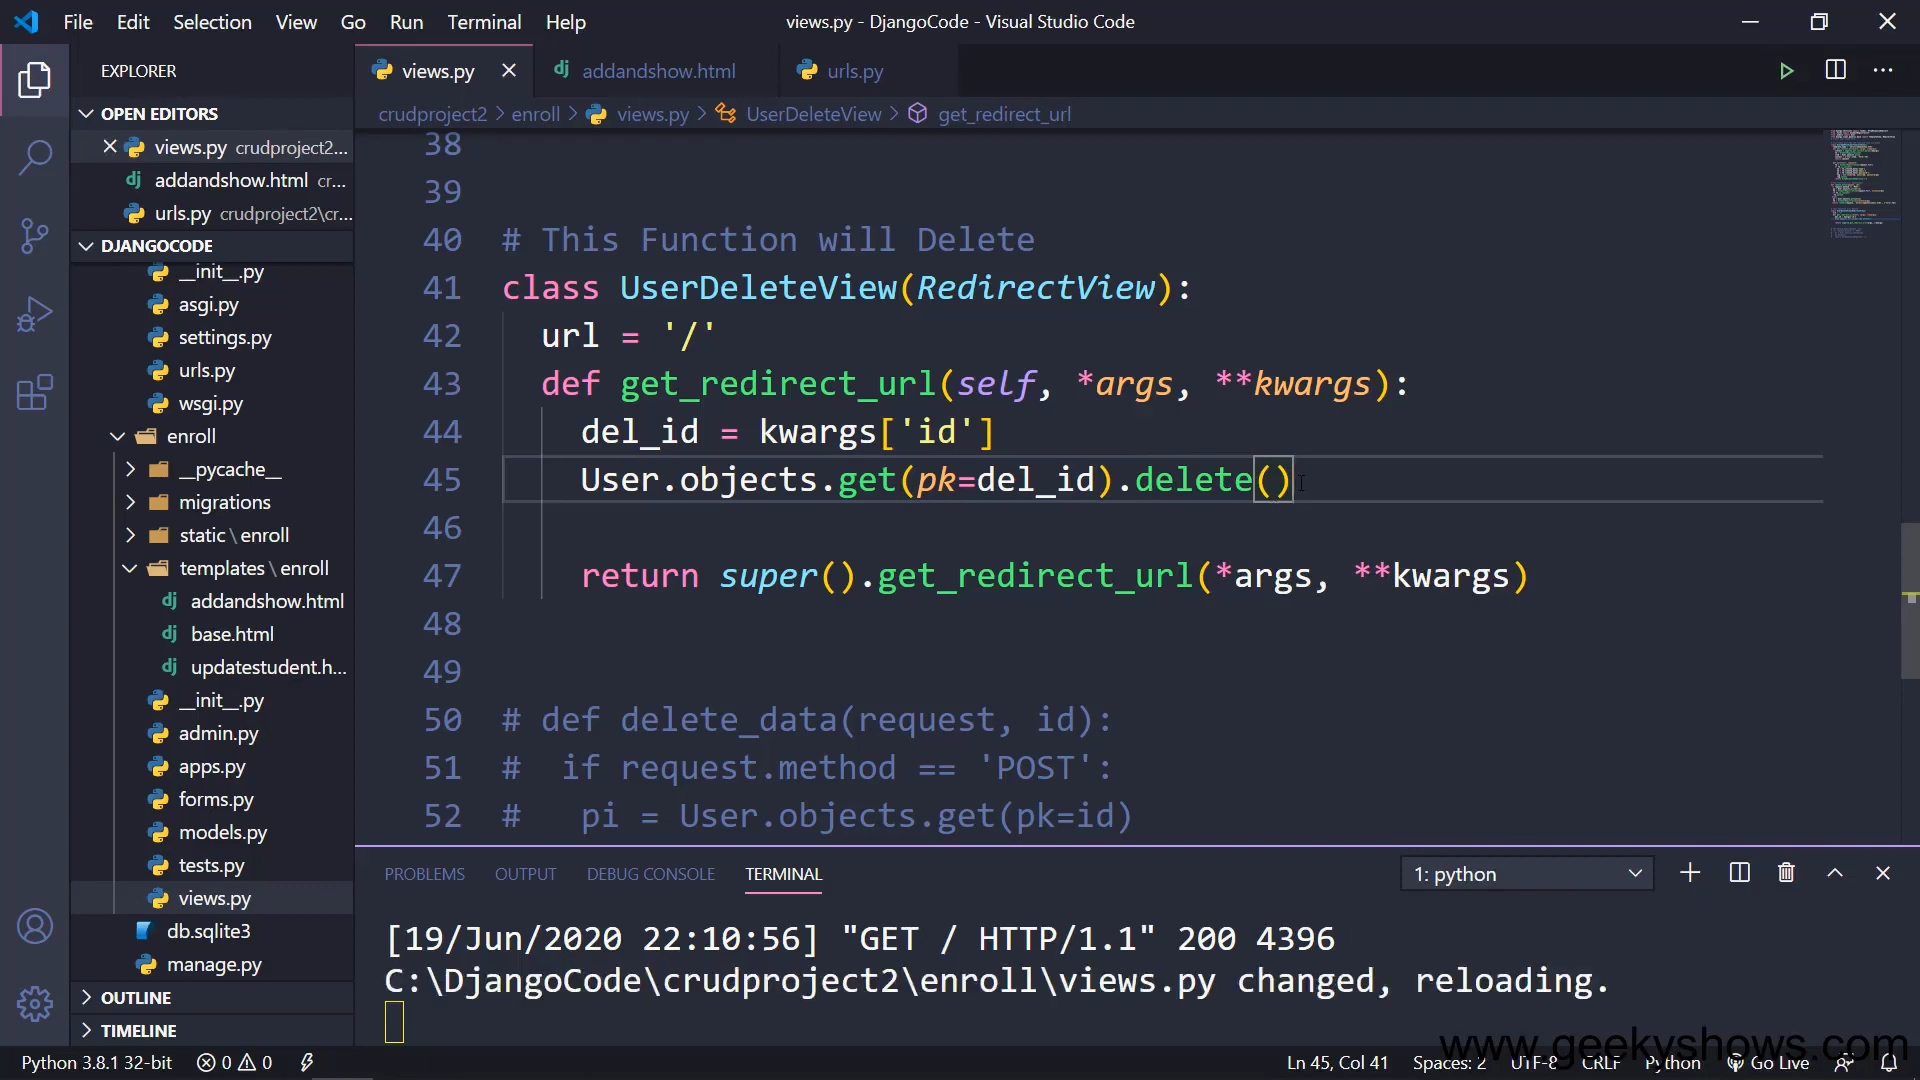 File Edit Selection View Go Run Terminal Help
views.py - DjangoCode - Visual Studio Code
EXPLORER
OPEN EDITORS
views.py crudproject2...
addandshow.html cr...
urls.py crudproject2\cr...
DJANGOCODE
__init__.py
asgi.py
settings.py
urls.py
wsgi.py
enroll
__pycache__
migrations
static\enroll
templates\enroll
addandshow.html
base.html
updatestudent.h...
__init__.py
admin.py
apps.py
forms.py
models.py
tests.py
views.py
db.sqlite3
manage.py
OUTLINE
TIMELINE
views.py
addandshow.html
urls.py
crudproject2 > enroll > views.py > UserDeleteView > get_redirect_url
38
39
40 # This Function will Delete
41 class UserDeleteView(RedirectView):
42 url = '/'
43 def get_redirect_url(self, *args, **kwargs):
44 del_id = kwargs['id']
45 User.objects.get(pk=del_id).delete()
46
47 return super().get_redirect_url(*args, **kwargs)
48
49
50 # def delete_data(request, id):
51 # if request.method == 'POST':
52 # pi = User.objects.get(pk=id)
PROBLEMS OUTPUT DEBUG CONSOLE TERMINAL
1: python
[19/Jun/2020 22:10:56] "GET / HTTP/1.1" 200 4396
C:\DjangoCode\crudproject2\enroll\views.py changed, reloading.
www.geekyshows.com
Python 3.8.1 32-bit 0 0
Ln 45, Col 41 Spaces: 2 UTF-8 CRLF Python Go Live